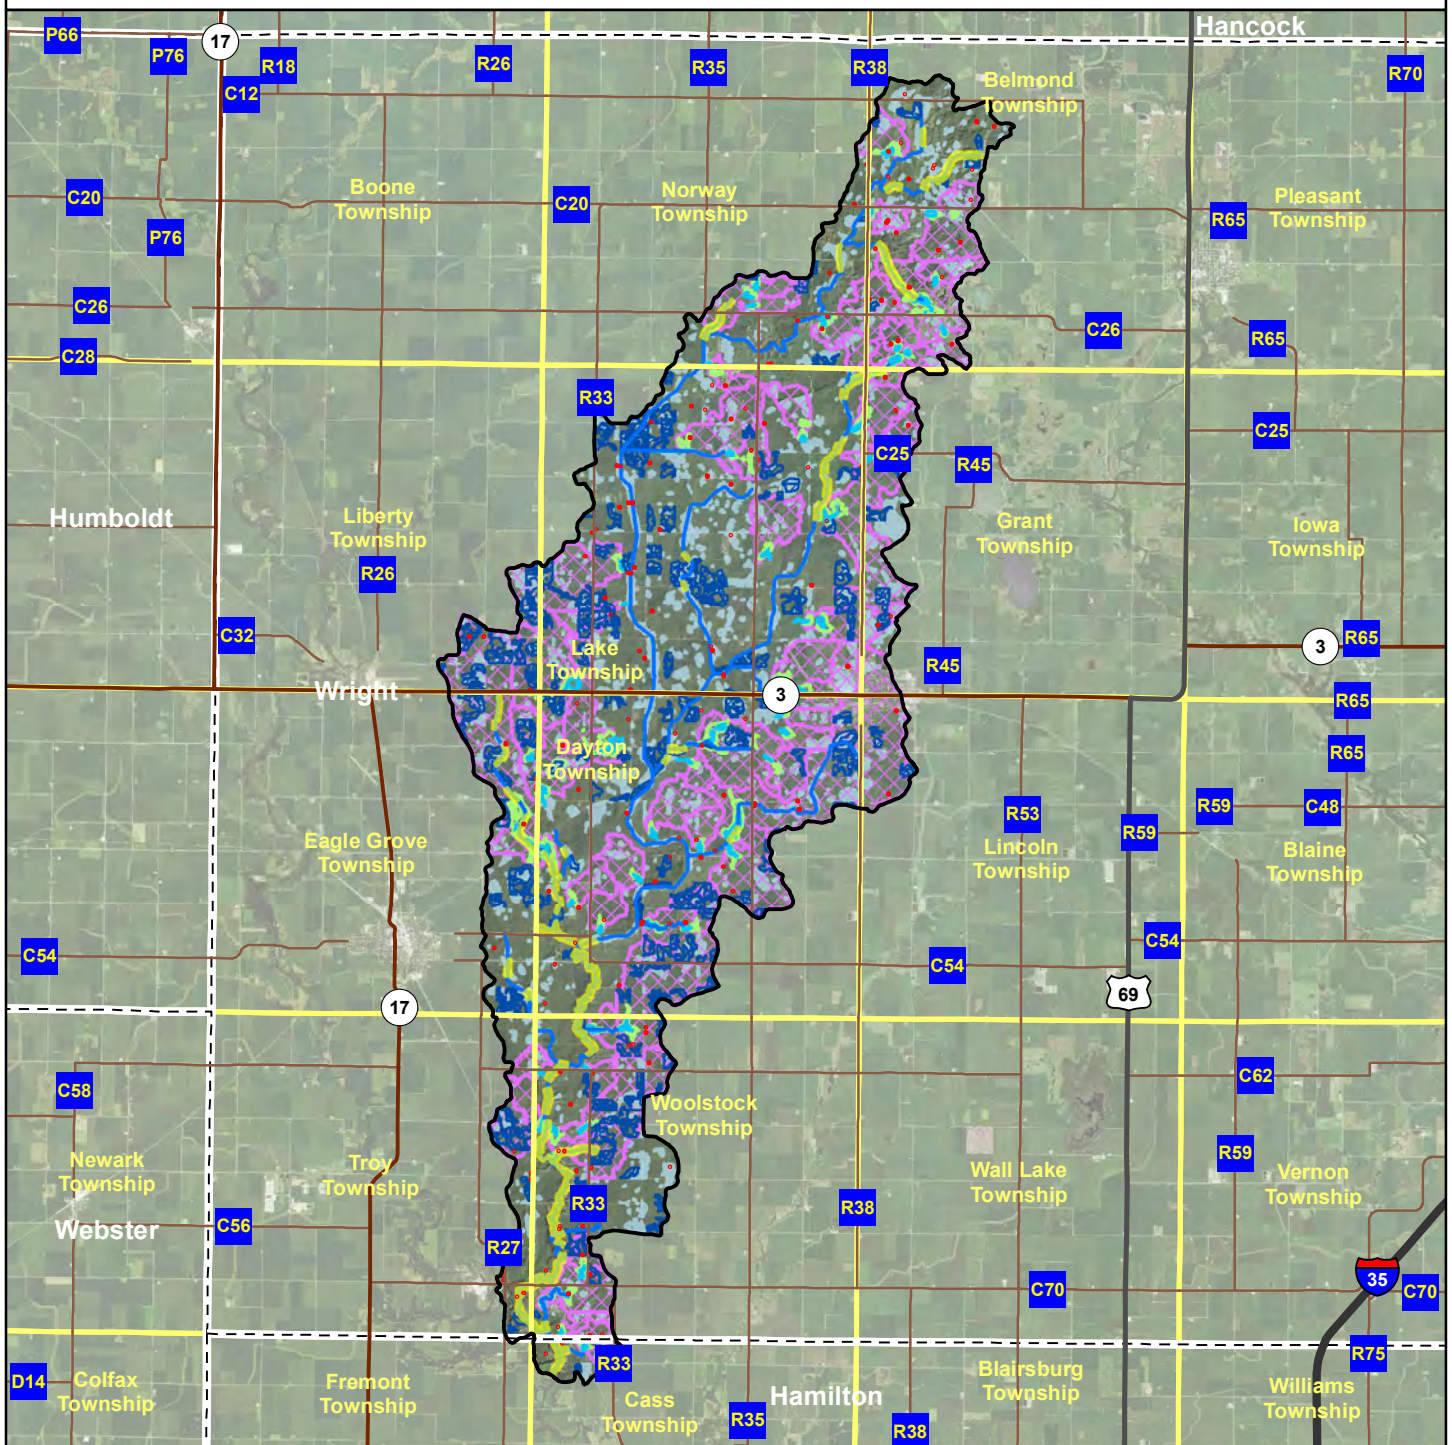 Hancock
P66
17
P76
R18
R26
R35
R38
Belmond
Township
R70
C12
C20
Boone
Township
C20
Norway
Township
Pleasant
Township
R65
P76
C26
C26
R65
C28
R33
C25
C25
R45
Humboldt
Liberty
Township
Grant
Township
Iowa
Township
R26
C32
Lake
Township
R45
3
R65
Wright
3
R65
Dayton
Township
R65
Eagle Grove
Township
R53
Lincoln
Township
R59
R59
C48
Blaine
Township
C54
C54
C54
17
69
C58
C62
Woolstock
Township
Newark
Township
Troy
Township
Wall Lake
Township
R59
Vernon
Township
Webster
C56
R33
R38
R27
C70
35
C70
R33
R75
D14
Colfax
Township
Fremont
Township
Cass
Township
R35
Hamilton
R38
Blairsburg
Township
Williams
Township